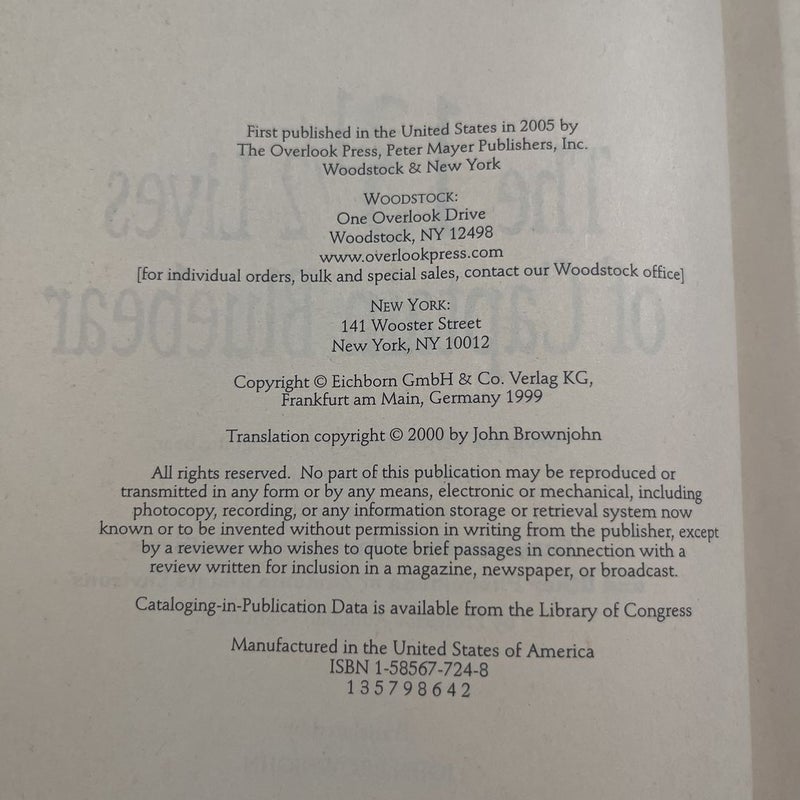 First published in the United States in 2005 by
The Overlook Press, Peter Mayer Publishers, Inc.
Woodstock & New York
WOODSTOCK:
One Overlook Drive
Woodstock, NY 12498
www.overlookpress.com
[for individual orders, bulk and special sales, contact our Woodstock office]
NEW YORK:
141 Wooster Street
New York, NY 10012
Copyright © Eichborn GmbH & Co. Verlag KG,
Frankfurt am Main, Germany 1999
Translation copyright © 2000 by John Brownjohn
All rights reserved. No part of this publication may be reproduced or
transmitted in any form or by any means, electronic or mechanical, including
photocopy, recording, or any information storage or retrieval system now
known or to be invented without permission in writing from the publisher, except
by a reviewer who wishes to quote brief passages in connection with a
review written for inclusion in a magazine, newspaper, or broadcast.
Cataloging-in-Publication Data is available from the Library of Congress
Manufactured in the United States of America
ISBN 1-58567-724-8
1 3 5 7 9 8 6 4 2